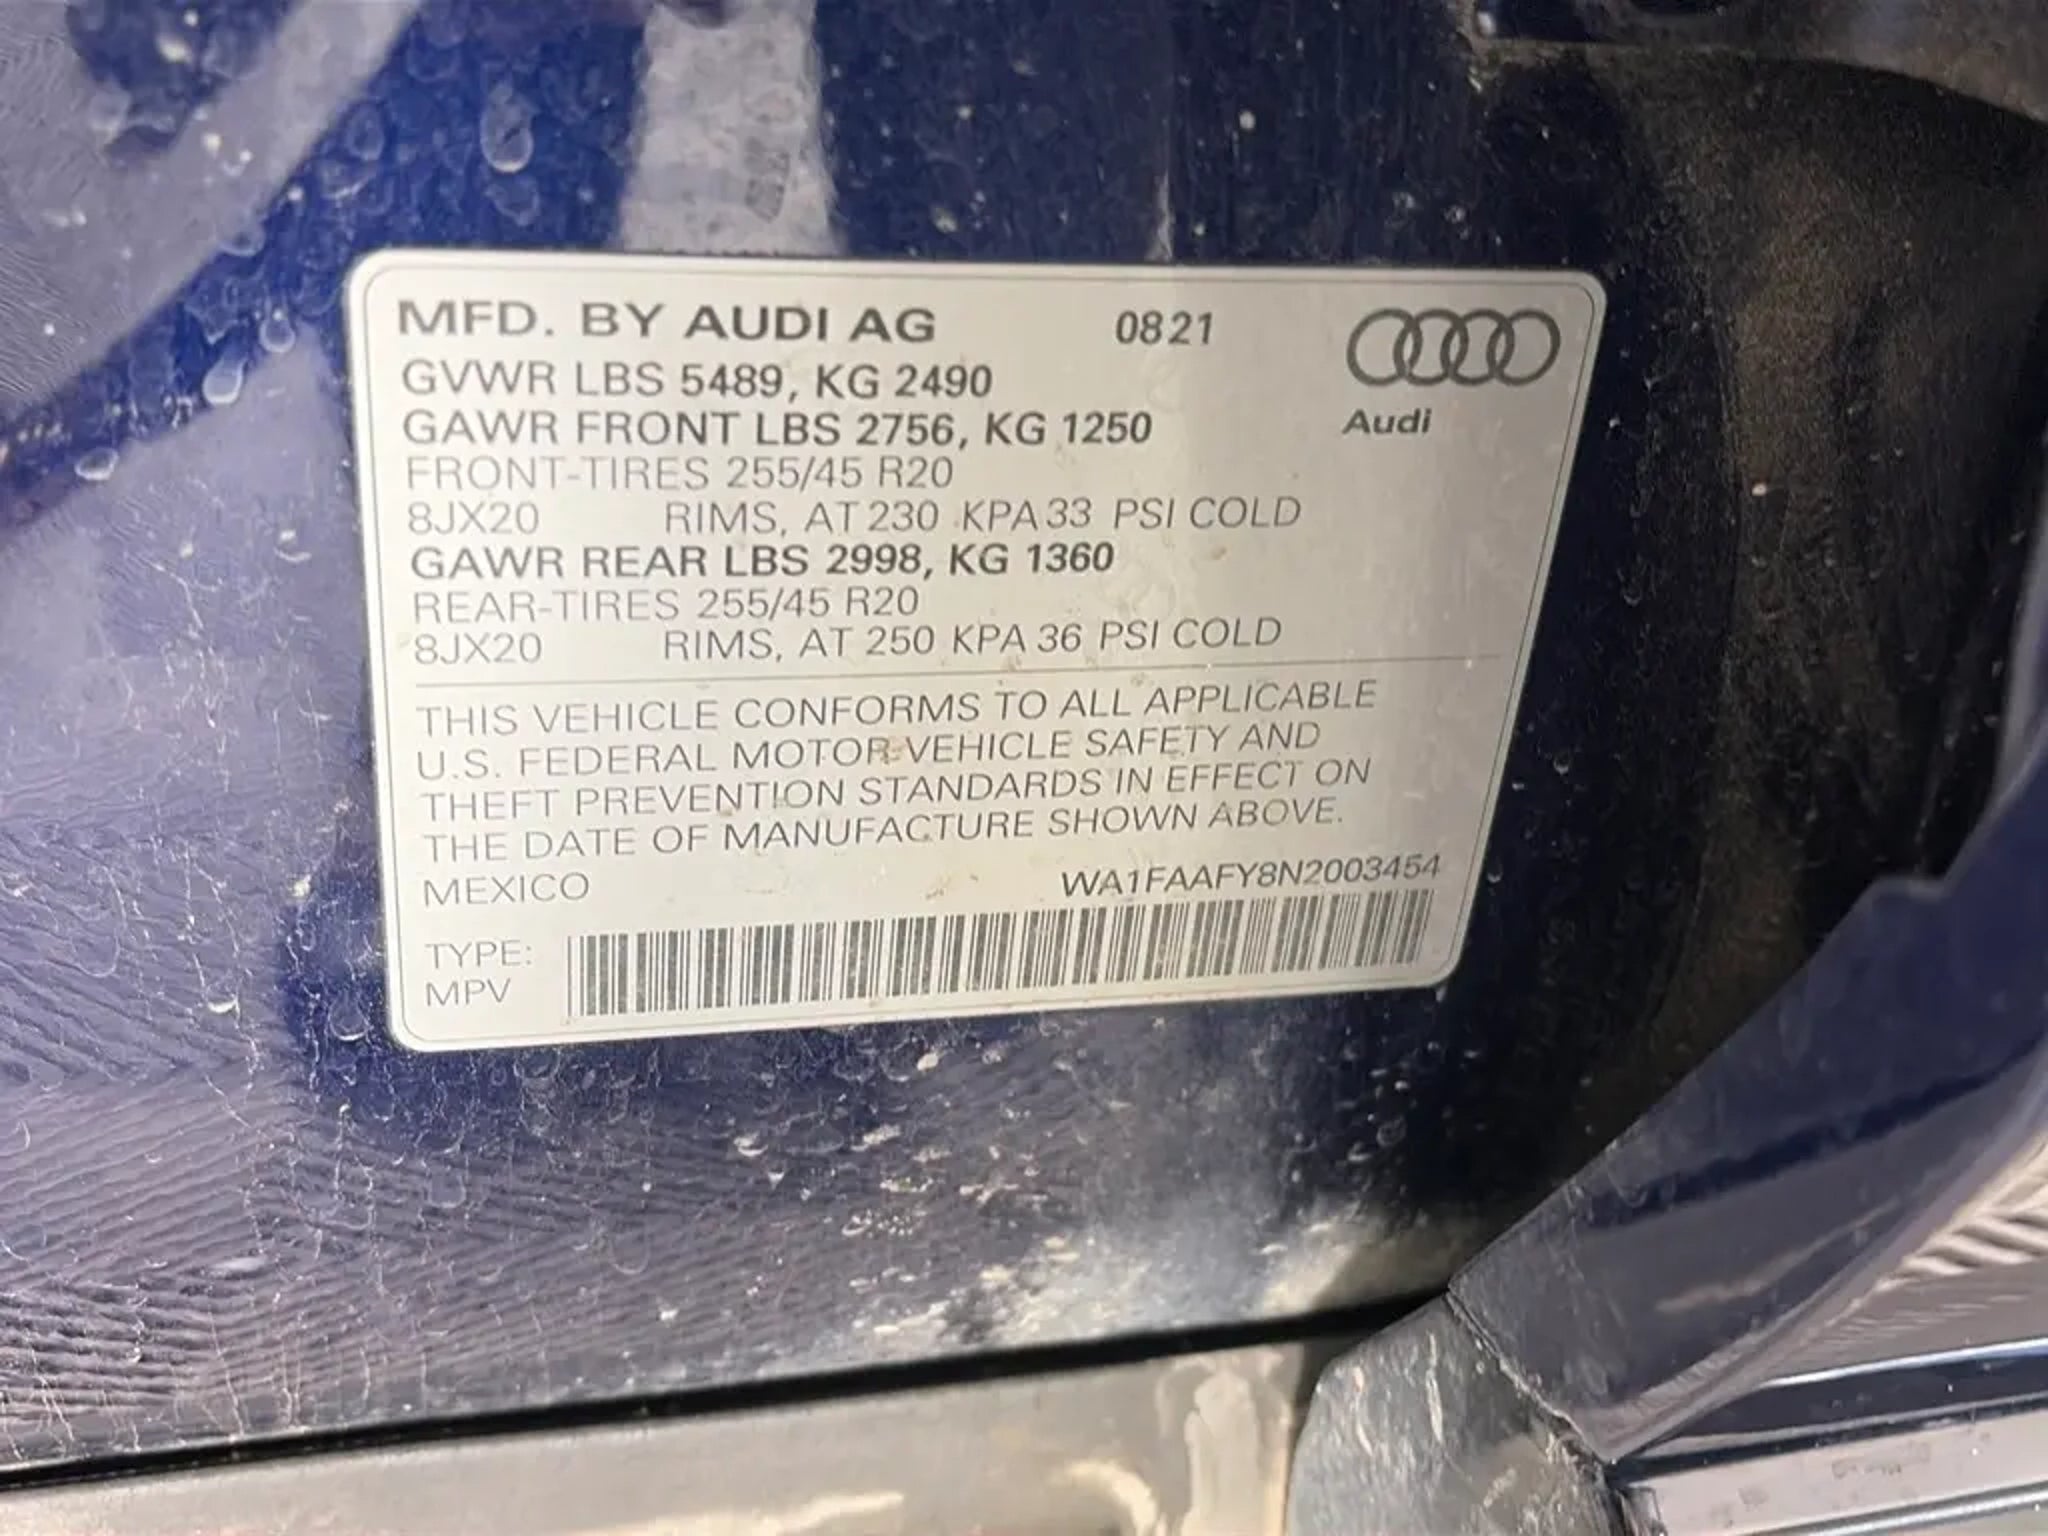 MFD. BY AUDI AG 0821
GVWR LBS 5489, KG 2490
GAWR FRONT LBS 2756, KG 1250
Audi
FRONT-TIRES 255/45 R20
8JX20 RIMS, AT 230 KPA 33 PSI COLD
GAWR REAR LBS 2998, KG 1360
REAR-TIRES 255/45 R20
8JX20 RIMS, AT 250 KPA 36 PSI COLD
THIS VEHICLE CONFORMS TO ALL APPLICABLE
U.S. FEDERAL MOTOR VEHICLE SAFETY AND
THEFT PREVENTION STANDARDS IN EFFECT ON
THE DATE OF MANUFACTURE SHOWN ABOVE.
MEXICO WA1FAAFY8N2003454
TYPE:
MPV